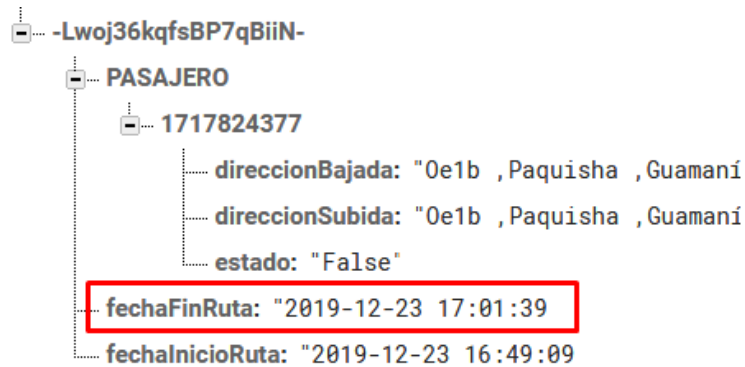 -Lwoj36kqfsBP7qBiiN-
PASAJERO
1717824377
direccionBajada: "Oe1b ,Paquisha ,Guamaní
direccionSubida: "Oe1b ,Paquisha ,Guamaní
estado: "False"
fechaFinRuta: "2019-12-23 17:01:39
fechaInicioRuta: "2019-12-23 16:49:09